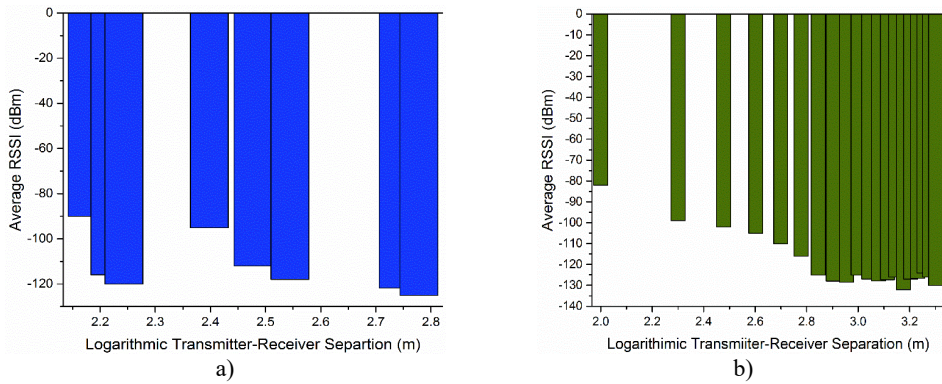 0
-20
-40
-60
-80
-100
-120
Average RSSI (dBm)
2.2 2.3 2.4 2.5 2.6 2.7 2.8
Logarithmic Transmitter-Receiver Separtion (m)
a)
0
-10
-20
-30
-40
-50
-60
-70
-80
-90
-100
-110
-120
-130
-140
Average RSSI (dBm)
2.0 2.2 2.4 2.6 2.8 3.0 3.2
Logarithimic Transmiiter-Receiver Separation (m)
b)